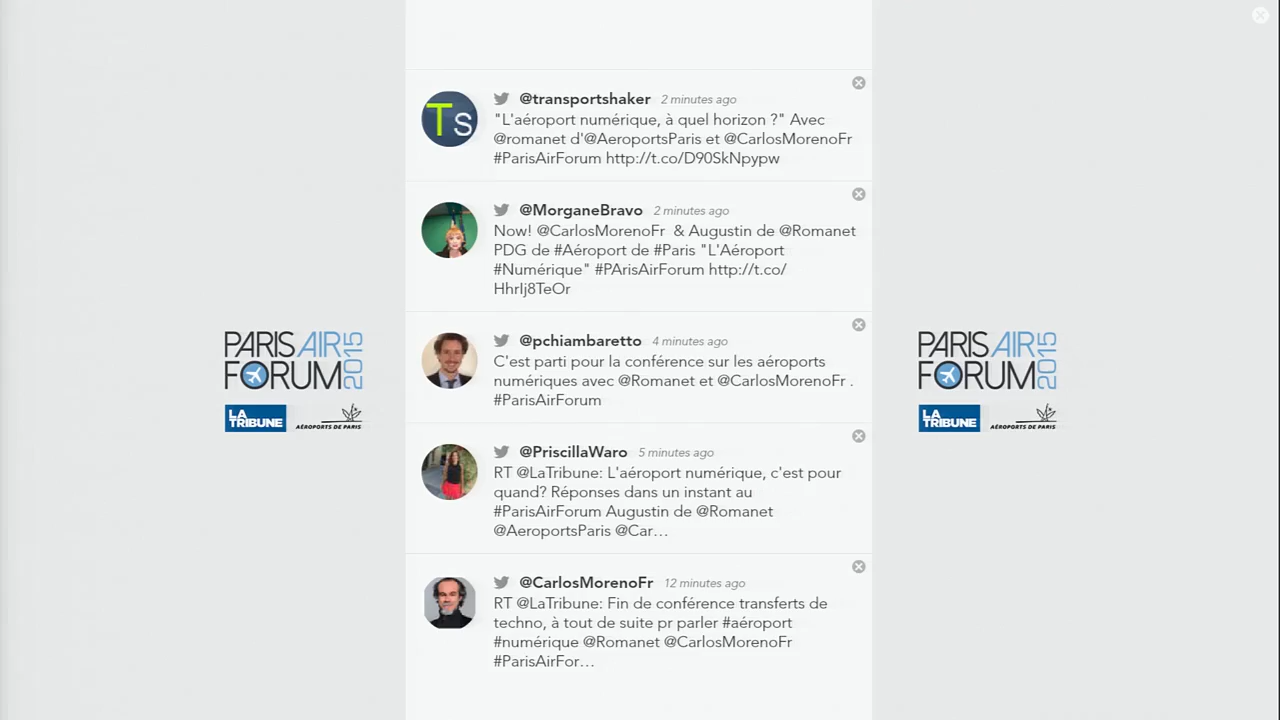 @transportshaker 2 minutes ago
"L'aéroport numérique, à quel horizon ?" Avec
@romanet d'@AeroportsParis et @CarlosMorenoFr
#ParisAirForum http://t.co/D90SkNpypw
Ts
@MorganeBravo 2 minutes ago
Now! @CarlosMorenoFr & Augustin de @Romanet
PDG de #Aéroport de #Paris "L'Aéroport
#Numérique" #PArisAirForum http://t.co/
HhrIj8TeOr
@pchiambaretto 4 minutes ago
C'est parti pour la conférence sur les aéroports
numériques avec @Romanet et @CarlosMorenoFr .
#ParisAirForum
@PriscillaWaro 5 minutes ago
RT @LaTribune: L'aéroport numérique, c'est pour
quand? Réponses dans un instant au
#ParisAirForum Augustin de @Romanet
@AeroportsParis @Car…
@CarlosMorenoFr 12 minutes ago
RT @LaTribune: Fin de conférence transferts de
techno, à tout de suite pr parler #aéroport
#numérique @Romanet @CarlosMorenoFr
#ParisAirFor…
PARIS AIR
FORUM
2015
LA
TRIBUNE
AÉROPORTS DE PARIS
PARIS AIR
FORUM
2015
LA
TRIBUNE
AÉROPORTS DE PARIS